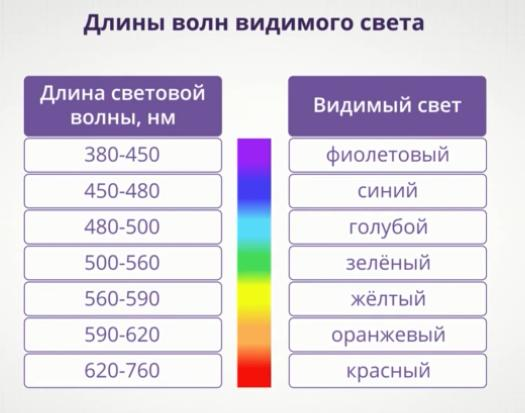 Длины волн видимого света
Длина световой
волны, нм
Видимый свет
380-450
фиолетовый
450-480
синий
480-500
голубой
500-560
зелёный
560-590
жёлтый
590-620
оранжевый
620-760
красный